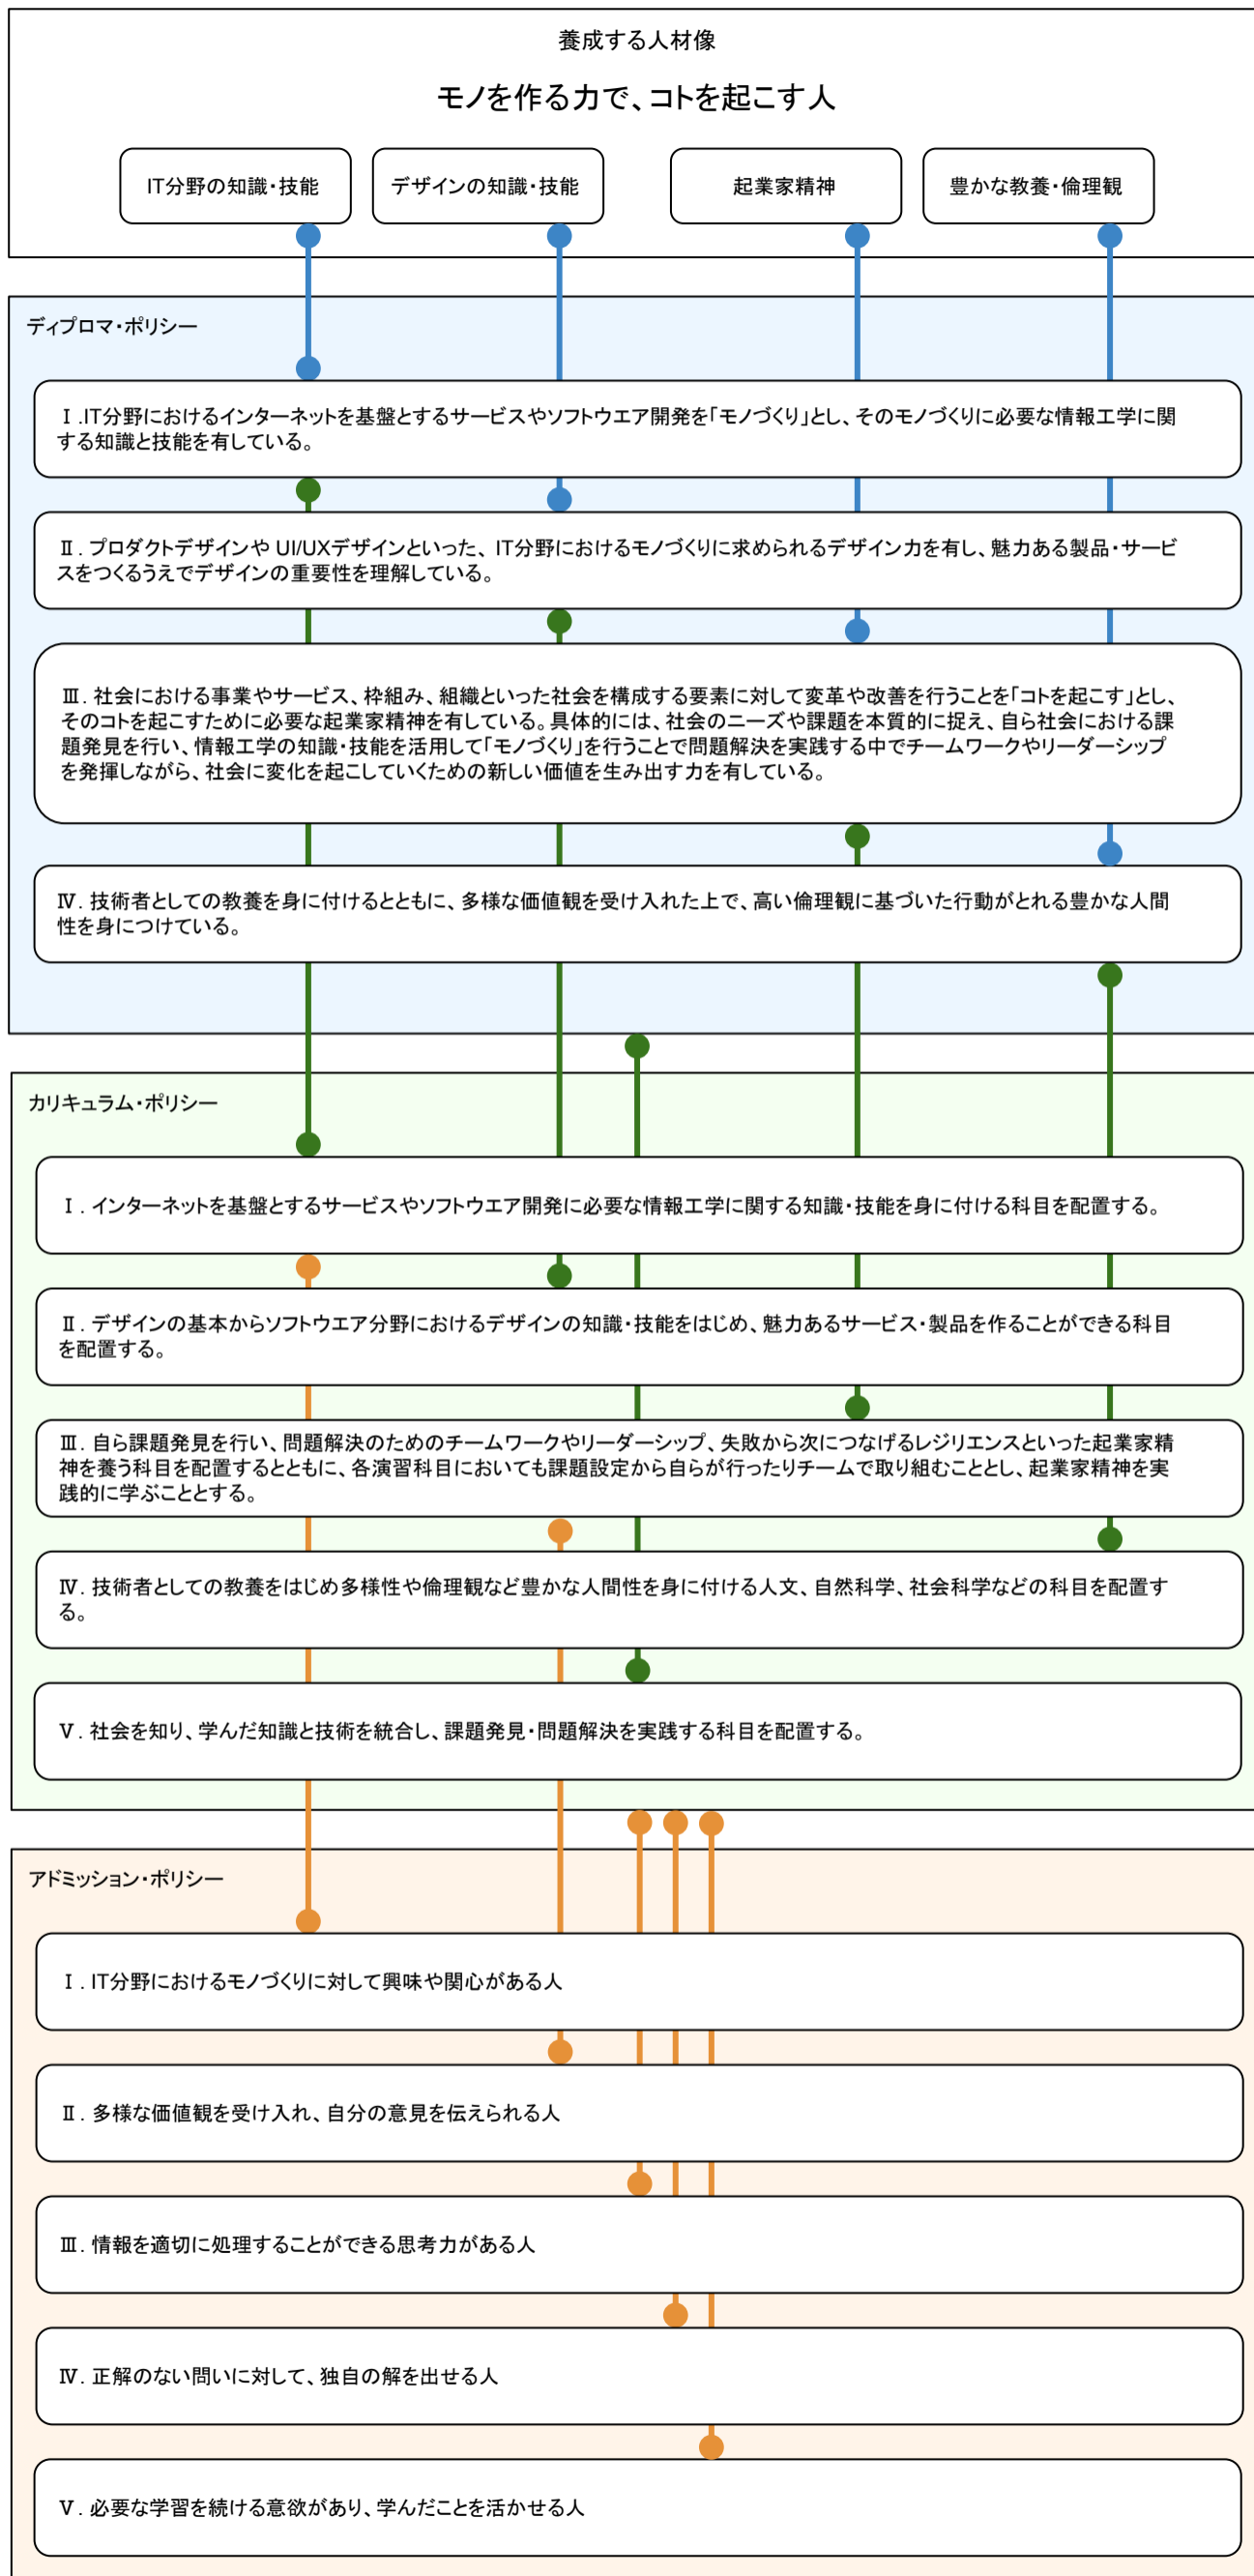 養成する人材像
モノを作る力で、コトを起こす人
IT分野の知識・技能
デザインの知識・技能
起業家精神
豊かな教養・倫理観
ディプロマ・ポリシー
Ⅰ.IT分野におけるインターネットを基盤とするサービスやソフトウエア開発を「モノづくり」とし、そのモノづくりに必要な情報工学に関
する知識と技能を有している。
Ⅱ. プロダクトデザインや UI/UXデザインといった、IT分野におけるモノづくりに求められるデザイン力を有し、魅力ある製品・サービ
スをつくるうえでデザインの重要性を理解している。
Ⅲ. 社会における事業やサービス、枠組み、組織といった社会を構成する要素に対して変革や改善を行うことを「コトを起こす」とし、
そのコトを起こすために必要な起業家精神を有している。具体的には、社会のニーズや課題を本質的に捉え、自ら社会における課
題発見を行い、情報工学の知識・技能を活用して「モノづくり」を行うことで問題解決を実践する中でチームワークやリーダーシップ
を発揮しながら、社会に変化を起こしていくための新しい価値を生み出す力を有している。
Ⅳ. 技術者としての教養を身に付けるとともに、多様な価値観を受け入れた上で、高い倫理観に基づいた行動がとれる豊かな人間
性を身につけている。
カリキュラム・ポリシー
Ⅰ. インターネットを基盤とするサービスやソフトウエア開発に必要な情報工学に関する知識・技能を身に付ける科目を配置する。
Ⅱ. デザインの基本からソフトウエア分野におけるデザインの知識・技能をはじめ、魅力あるサービス・製品を作ることができる科目
を配置する。
Ⅲ. 自ら課題発見を行い、問題解決のためのチームワークやリーダーシップ、失敗から次につなげるレジリエンスといった起業家精
神を養う科目を配置するとともに、各演習科目においても課題設定から自らが行ったりチームで取り組むこととし、起業家精神を実
践的に学ぶこととする。
Ⅳ. 技術者としての教養をはじめ多様性や倫理観など豊かな人間性を身に付ける人文、自然科学、社会科学などの科目を配置す
る。
Ⅴ. 社会を知り、学んだ知識と技術を統合し、課題発見・問題解決を実践する科目を配置する。
アドミッション・ポリシー
Ⅰ. IT分野におけるモノづくりに対して興味や関心がある人
Ⅱ. 多様な価値観を受け入れ、自分の意見を伝えられる人
Ⅲ. 情報を適切に処理することができる思考力がある人
Ⅳ. 正解のない問いに対して、独自の解を出せる人
Ⅴ. 必要な学習を続ける意欲があり、学んだことを活かせる人